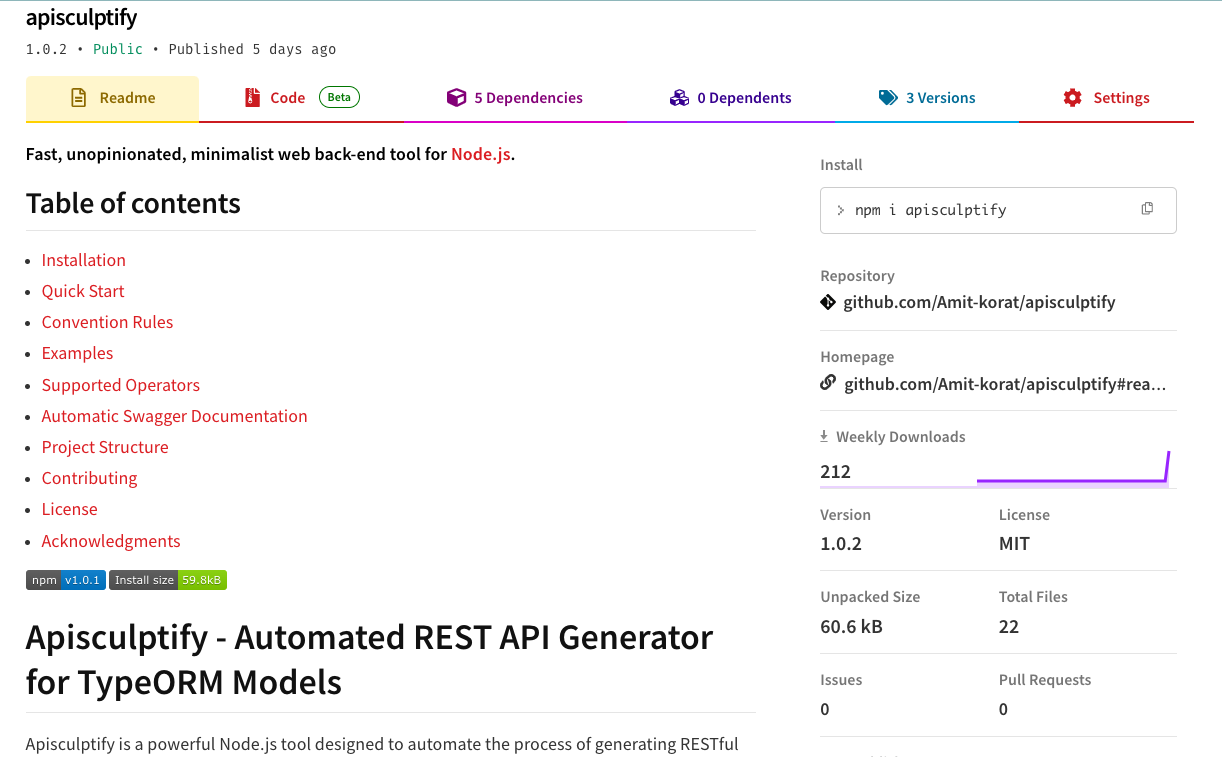 apisculptify
1.0.2 • Public • Published 5 days ago
Readme
Code Beta
5 Dependencies
0 Dependents
3 Versions
Settings
Fast, unopinionated, minimalist web back-end tool for Node.js.
Table of contents
• Installation
• Quick Start
• Convention Rules
• Examples
• Supported Operators
• Automatic Swagger Documentation
• Project Structure
• Contributing
• License
• Acknowledgments
npm v1.0.1 Install size 59.8kB
Apisculptify - Automated REST API Generator
for TypeORM Models
Apisculptify is a powerful Node.js tool designed to automate the process of generating RESTful
Install
> npm i apisculptify
Repository
github.com/Amit-korat/apisculptify
Homepage
github.com/Amit-korat/apisculptify#rea...
Weekly Downloads
212
Version License
1.0.2 MIT
Unpacked Size Total Files
60.6 kB 22
Issues Pull Requests
0 0